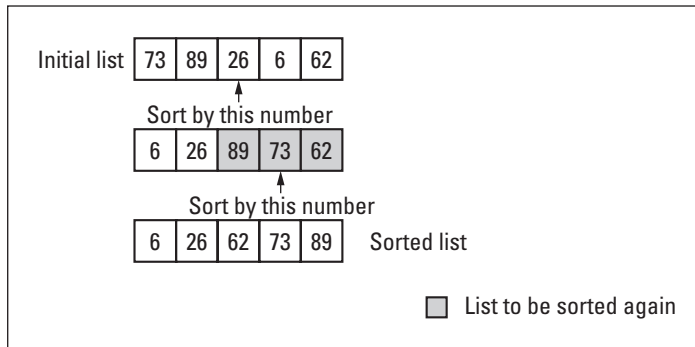 Initial list 73 89 26 6 62
Sort by this number
6 26 89 73 62
Sort by this number
6 26 62 73 89 Sorted list
List to be sorted again